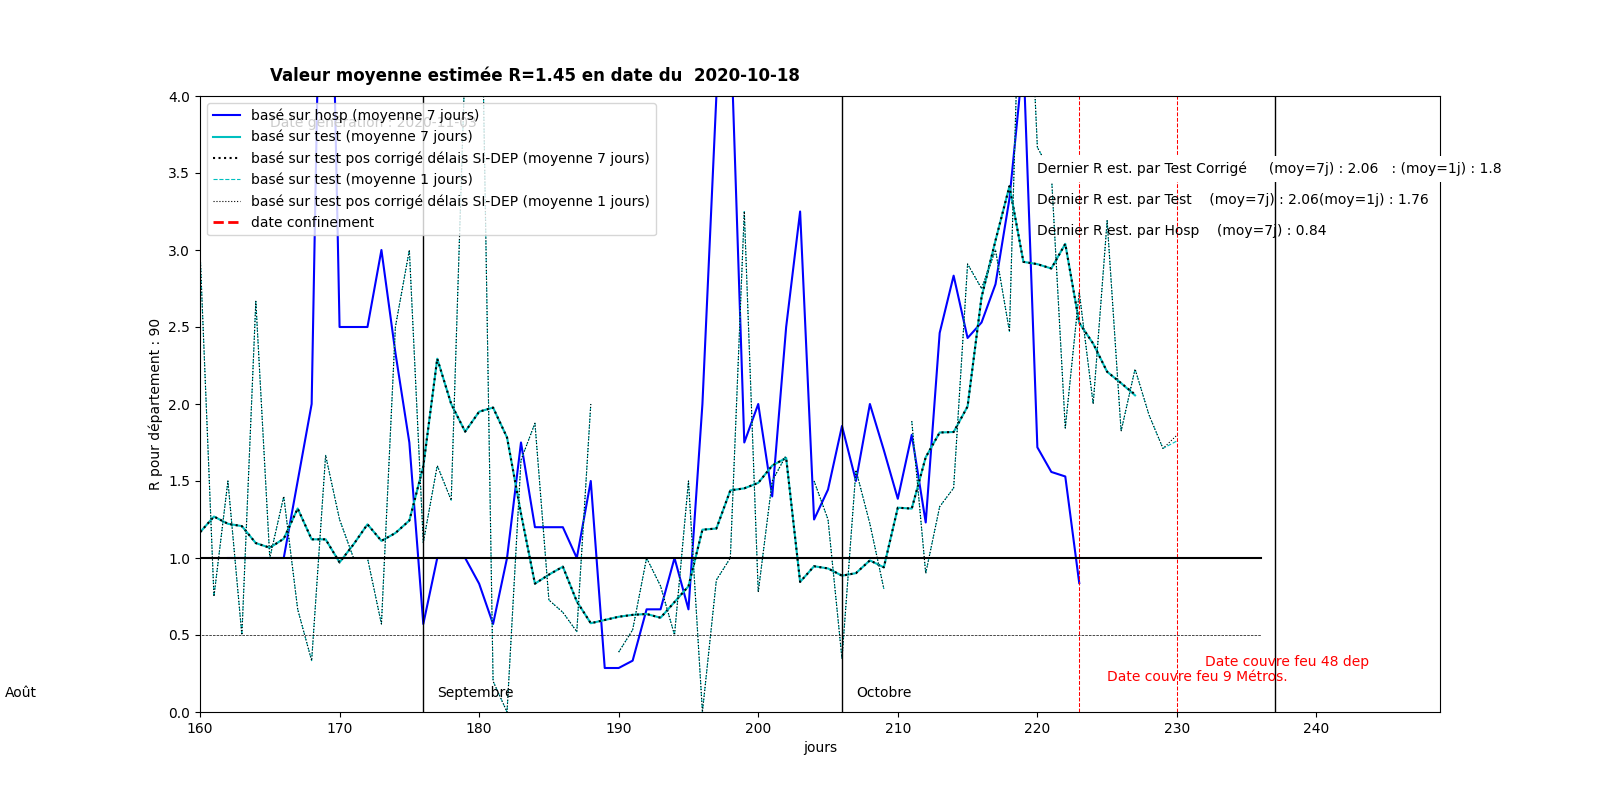 Valeur moyenne estimée R=1.45 en date du  2020-10-18
Date génération : 2020-11-03
basé sur hosp (moyenne 7 jours)
basé sur test (moyenne 7 jours)
basé sur test pos corrigé délais SI-DEP (moyenne 7 jours)
basé sur test (moyenne 1 jours)
basé sur test pos corrigé délais SI-DEP (moyenne 1 jours)
date confinement
Dernier R est. par Test Corrigé     (moy=7j) : 2.06   : (moy=1j) : 1.8
Dernier R est. par Test    (moy=7j) : 2.06(moy=1j) : 1.76
Dernier R est. par Hosp    (moy=7j) : 0.84
4.0
3.5
3.0
2.5
2.0
1.5
1.0
0.5
0.0
R pour département : 90
Date couvre feu 48 dep
Date couvre feu 9 Métros.
Août
Septembre
Octobre
160 170 180 190 200 210 220 230 240
jours